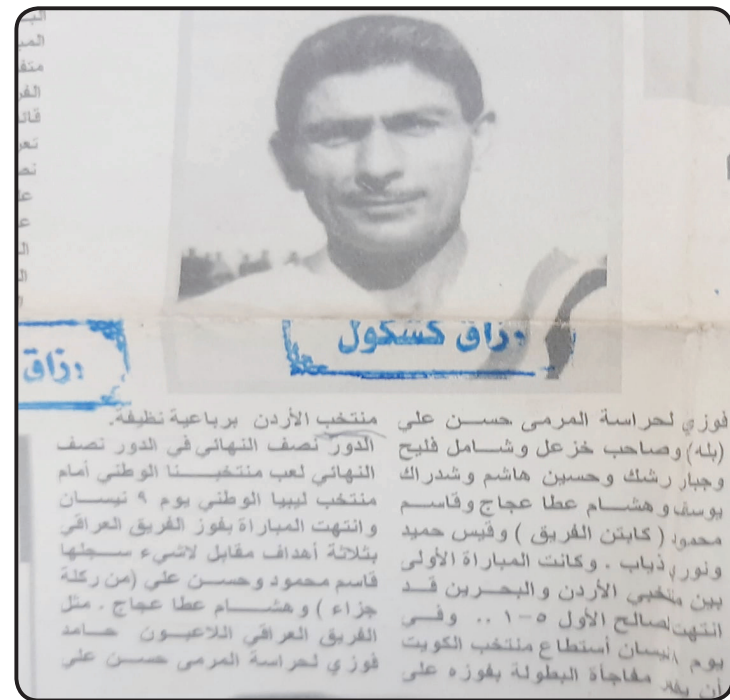 رزاق كشكول
رزاق
فوزي لحراسة المرمى حسن علي
(بله) وصاحب خزعل وشامل فليح
وجبار رشك وحسين هاشم وشدراك
يوسف وهشام عطا عجاج وقاسم
محمود (كابتن الفريق ) وقيس حميد
ونوري ذياب . وكانت المباراة الأولى
بين منتخبي الأردن والبحرين قد
انتهت لصالح الأول ٥-١ .. وفي
يوم نيسان أستطاع منتخب الكويت
أن مفاجأة البطولة بفوزه على
منتخب الأردن برباعية نظيفة.
الدور نصف النهائي في الدور نصف
النهائي لعب منتخبنا الوطني أمام
منتخب ليبيا الوطني يوم ٩ نيسان
وانتهت المباراة بفوز الفريق العراقي
بثلاثة أهداف مقابل لاشيء سجلها
قاسم محمود وحسن علي (من ركلة
جزاء ) وهشام عطا عجاج . مثل
الفريق العراقي اللاعبون حامد
فوزي لحراسة المرمى حسن علي